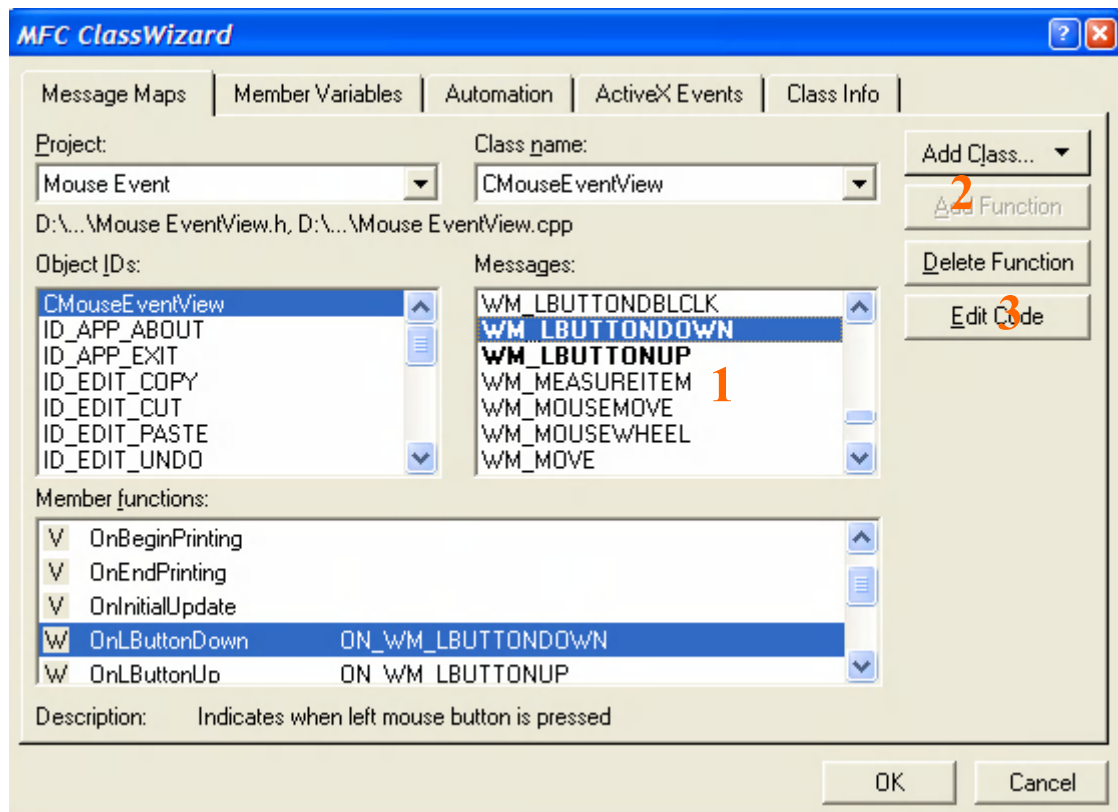 MFC ClassWizard
Message Maps Member Variables Automation ActiveX Events Class Info
Project: Class name:
Mouse Event CMouseEventView
D:\...\Mouse EventView.h, D:\...\Mouse EventView.cpp
Object IDs: Messages:
CMouseEventView
ID_APP_ABOUT
ID_APP_EXIT
ID_EDIT_COPY
ID_EDIT_CUT
ID_EDIT_PASTE
ID_EDIT_UNDO
WM_LBUTTONDBLCLK
WM_LBUTTONDOWN
WM_LBUTTONUP
WM_MEASUREITEM
WM_MOUSEMOVE
WM_MOUSEWHEEL
WM_MOVE
1
Add Class...
2
Add Function
Delete Function
Edit Code
3
Member functions:
V OnBeginPrinting
V OnEndPrinting
V OnInitialUpdate
W OnLButtonDown ON_WM_LBUTTONDOWN
W OnLButtonUp ON_WM_LBUTTONUP
Description: Indicates when left mouse button is pressed
OK Cancel